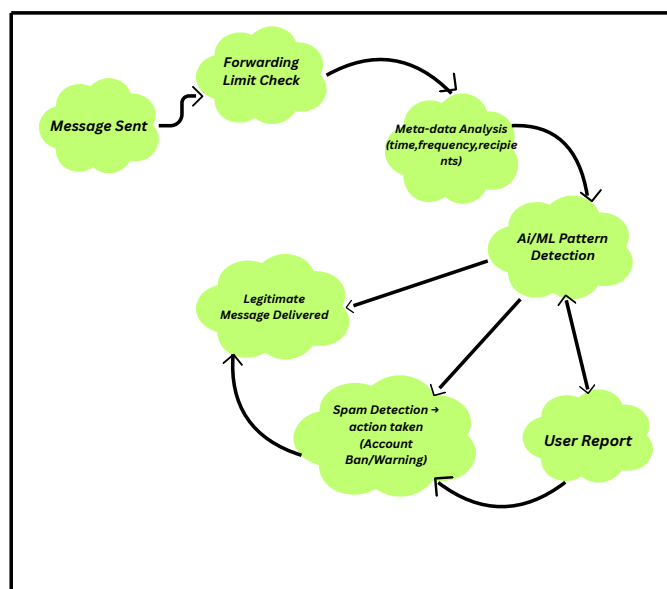 Forwarding
Limit Check
Message Sent
Meta-data Analysis
(time,frequency,recipie
nts)
Ai/ML Pattern
Detection
Legitimate
Message Delivered
Spam Detection →
action taken
(Account
Ban/Warning)
User Report